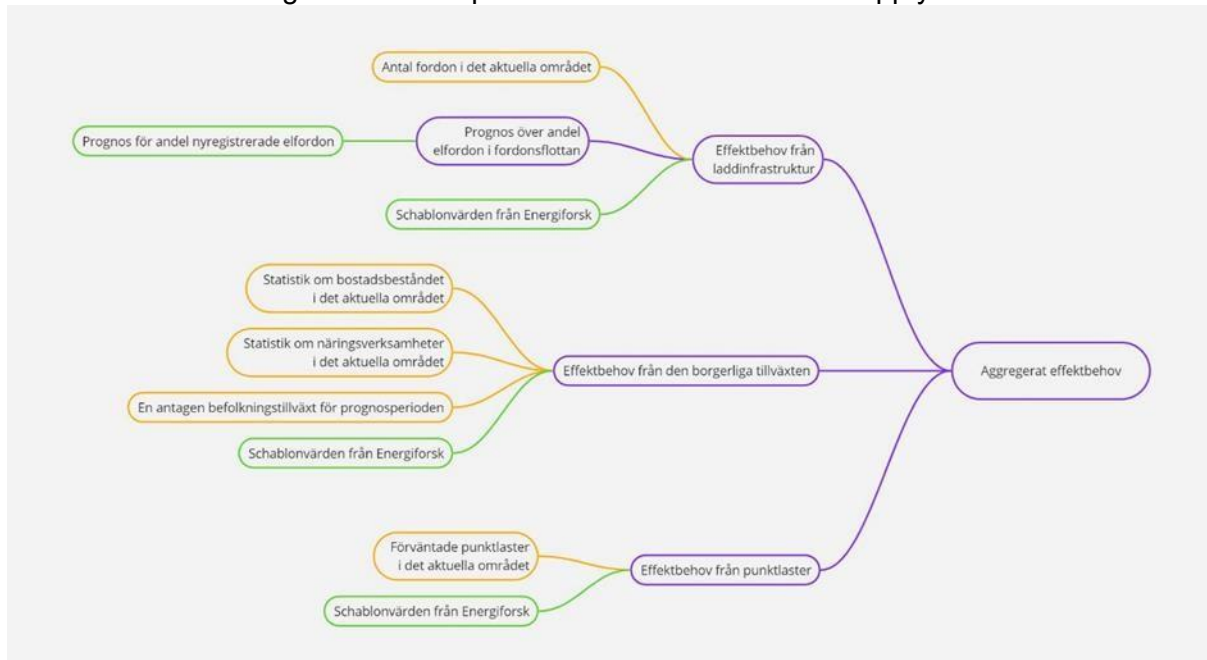 Antal fordon i det aktuella området
Prognos för andel nyregistrerade elfordon
Prognos över andel
elfordon i fordonsflottan
Effektbehov från
laddinfrastruktur
Schablonvärden från Energiforsk
Statistik om bostadsbeståndet
i det aktuella området
Statistik om näringsverksamheter
i det aktuella området
Effektbehov från den borgerliga tillväxten
Aggregerat effektbehov
En antagen befolkningstillväxt för prognosperioden
Schablonvärden från Energiforsk
Förväntade punktlaster
i det aktuella området
Effektbehov från punktlaster
Schablonvärden från Energiforsk